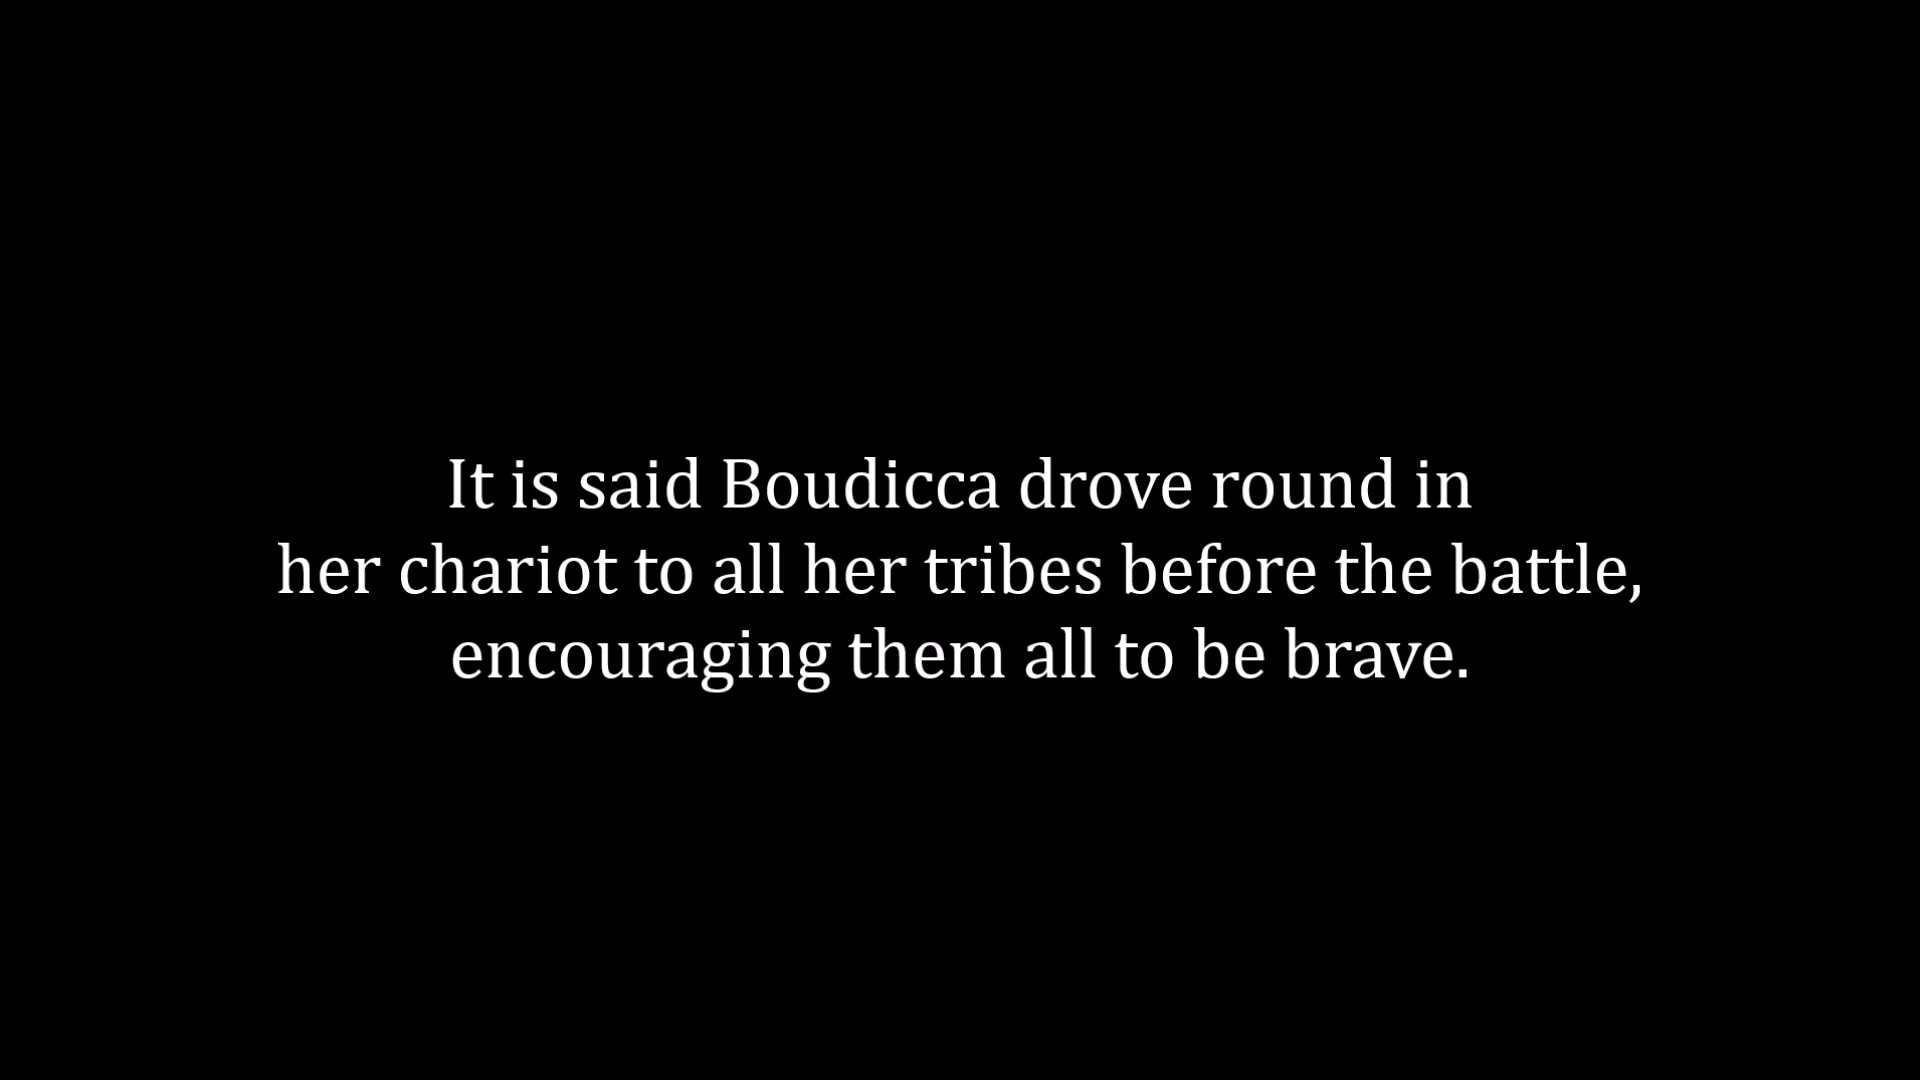 It is said Boudicca drove round in
her chariot to all her tribes before the battle,
encouraging them all to be brave.